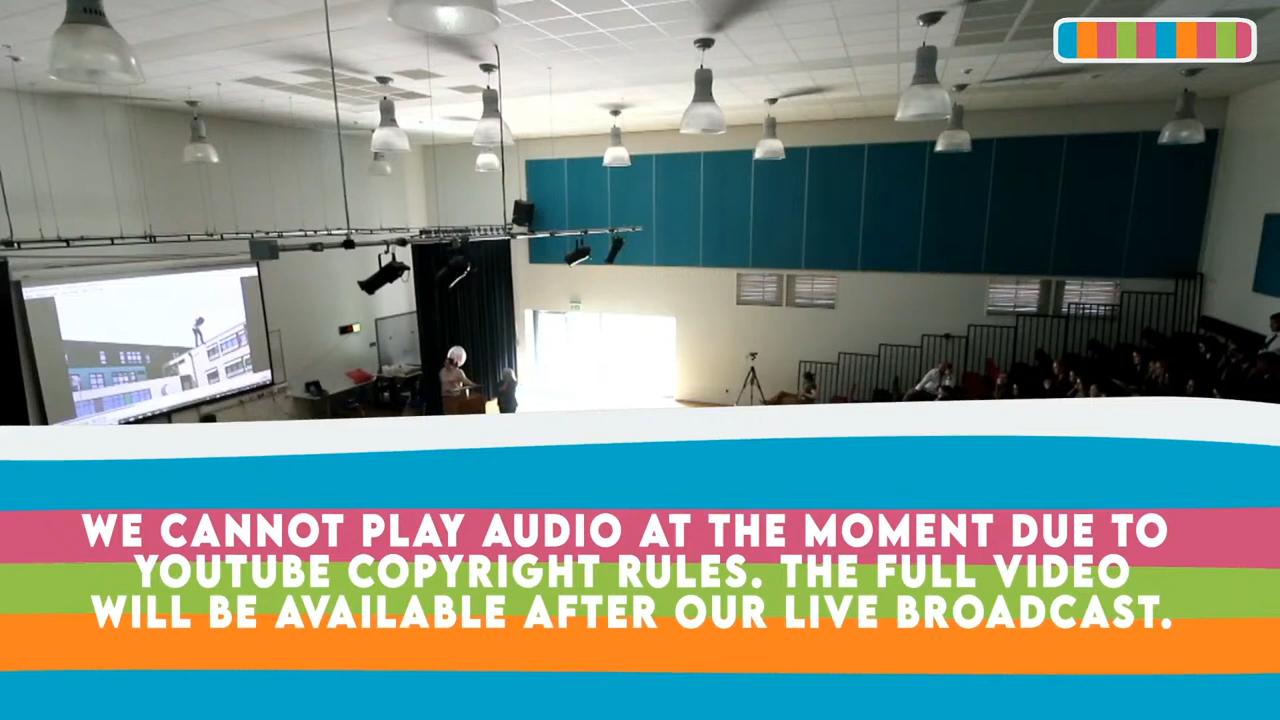 WE CANNOT PLAY AUDIO AT THE MOMENT DUE TO
YOUTUBE COPYRIGHT RULES. THE FULL VIDEO
WILL BE AVAILABLE AFTER OUR LIVE BROADCAST.